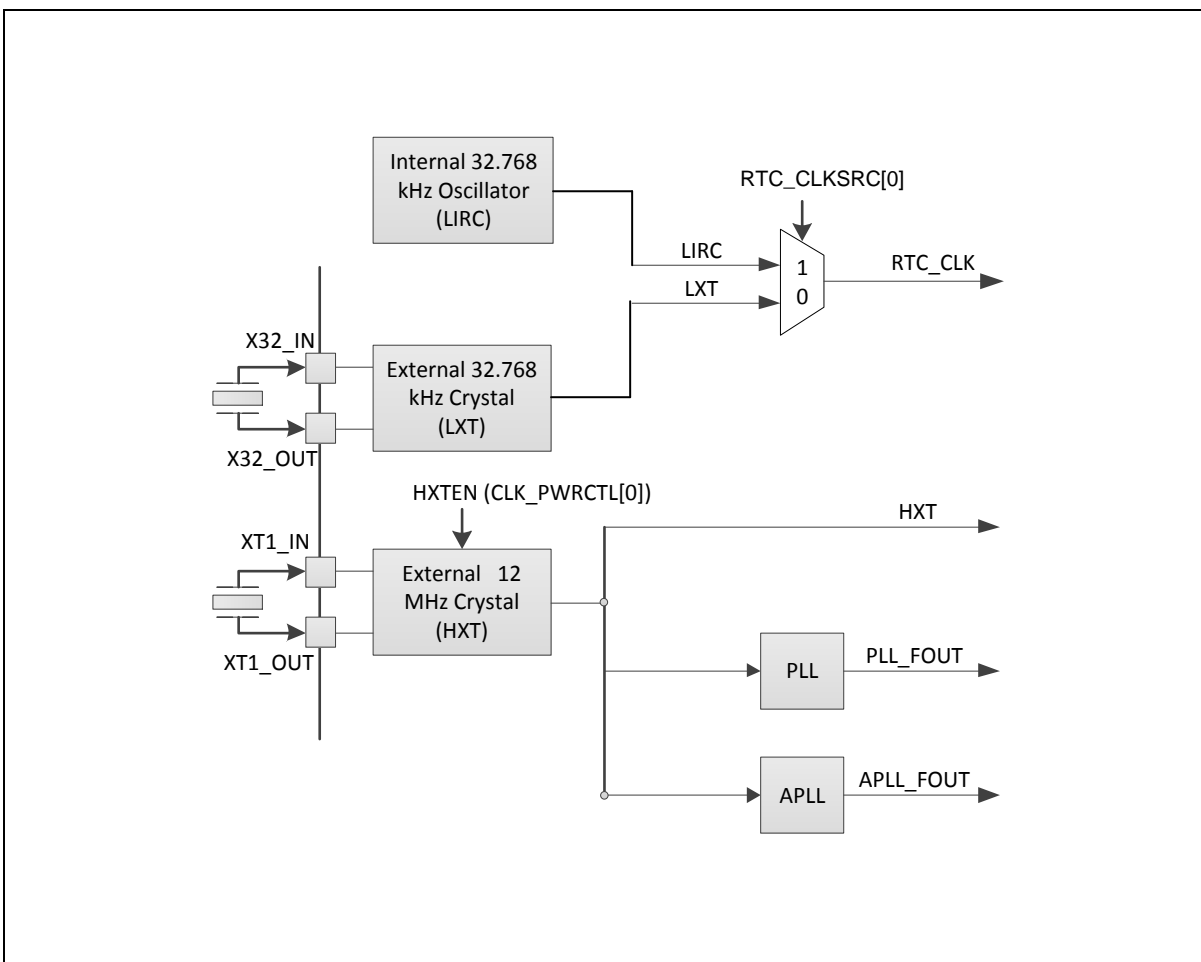 Internal 32.768
kHz Oscillator
(LIRC)
RTC_CLKSRC[0]
LIRC
1
RTC_CLK
LXT
0
X32_IN
External 32.768
kHz Crystal
(LXT)
X32_OUT
HXTEN (CLK_PWRCTL[0])
HXT
XT1_IN
External 12
MHz Crystal
(HXT)
XT1_OUT
PLL
PLL_FOUT
APLL
APLL_FOUT